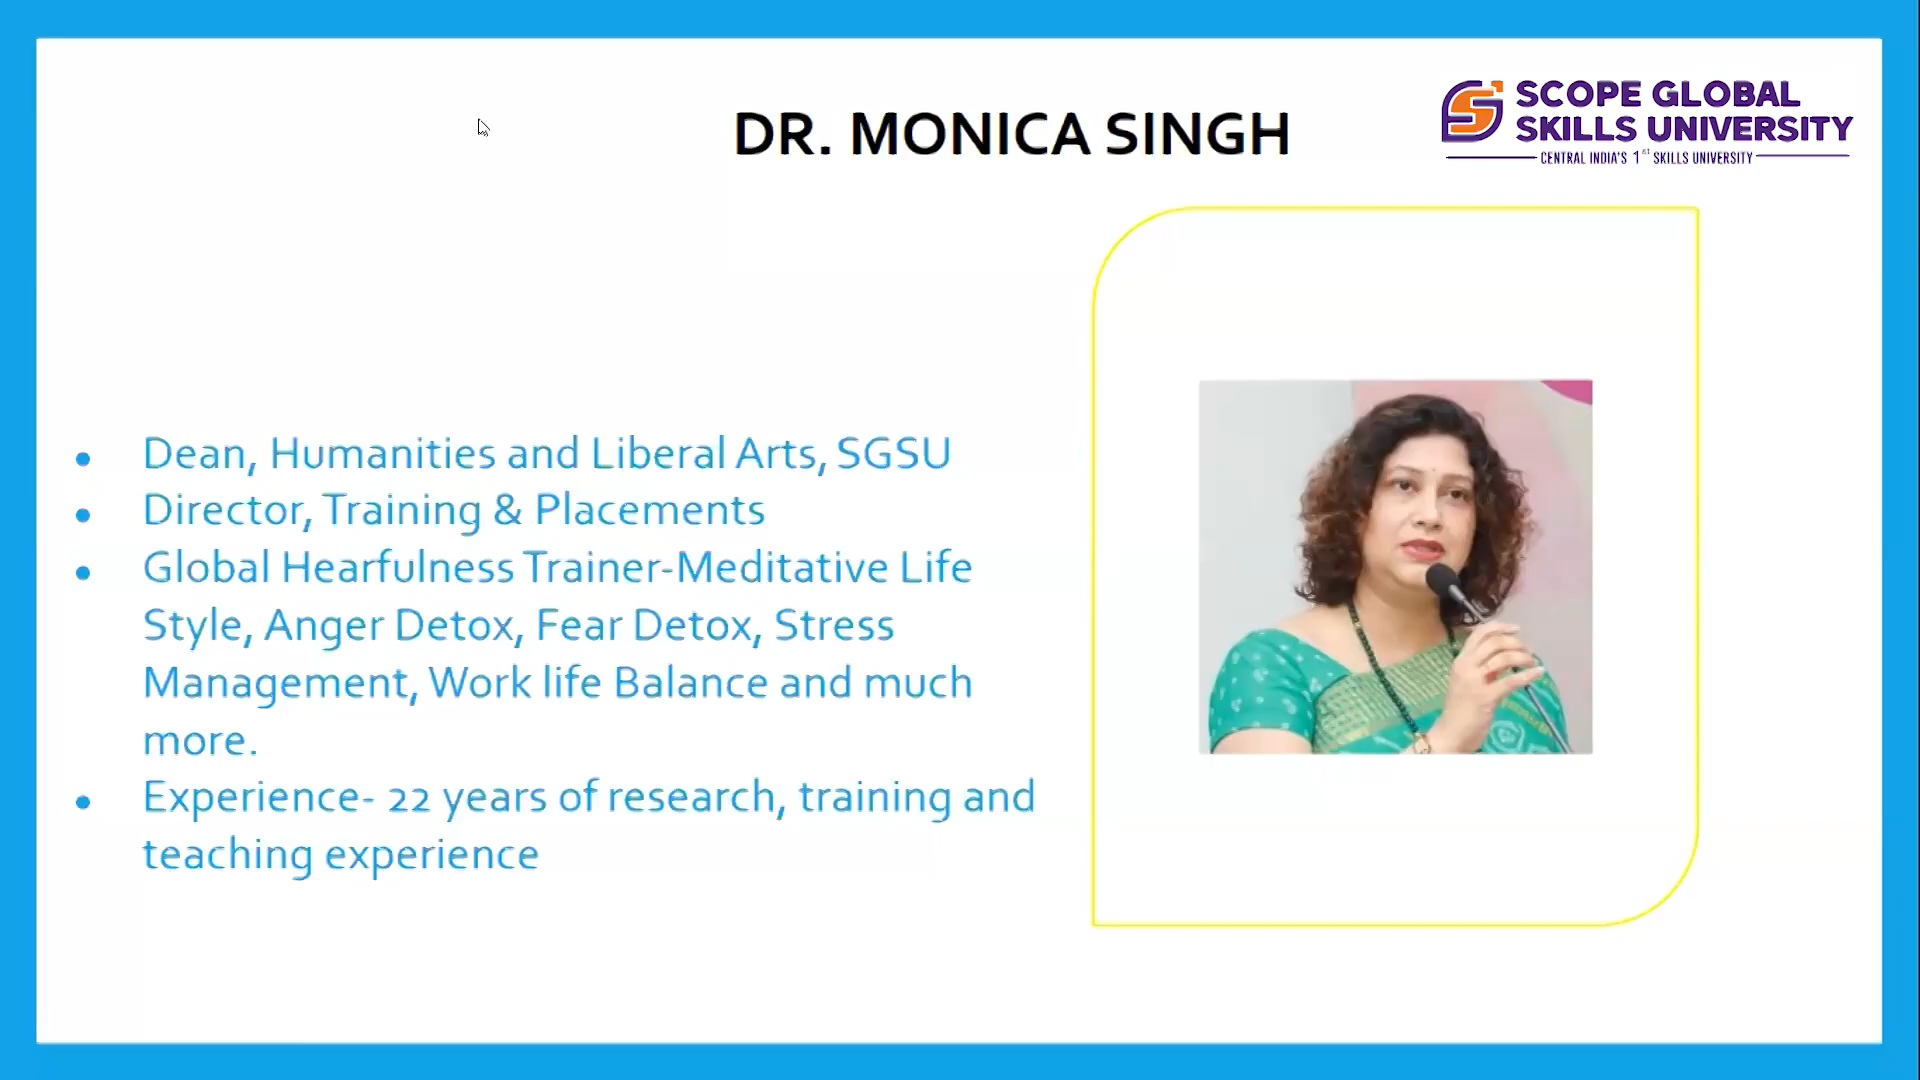 DR. MONICA SINGH
SCOPE GLOBAL
SKILLS UNIVERSITY
CENTRAL INDIA'S 1st SKILLS UNIVERSITY
• Dean, Humanities and Liberal Arts, SGSU
• Director, Training & Placements
• Global Hearfulness Trainer-Meditative Life
Style, Anger Detox, Fear Detox, Stress
Management, Work life Balance and much
more.
• Experience- 22 years of research, training and
teaching experience